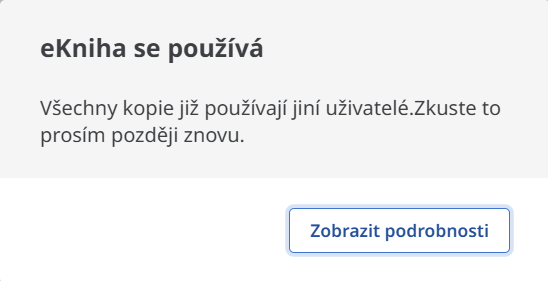 eKniha se používá
Všechny kopie již používají jiní uživatelé.Zkuste to
prosím později znovu.
Zobrazit podrobnosti